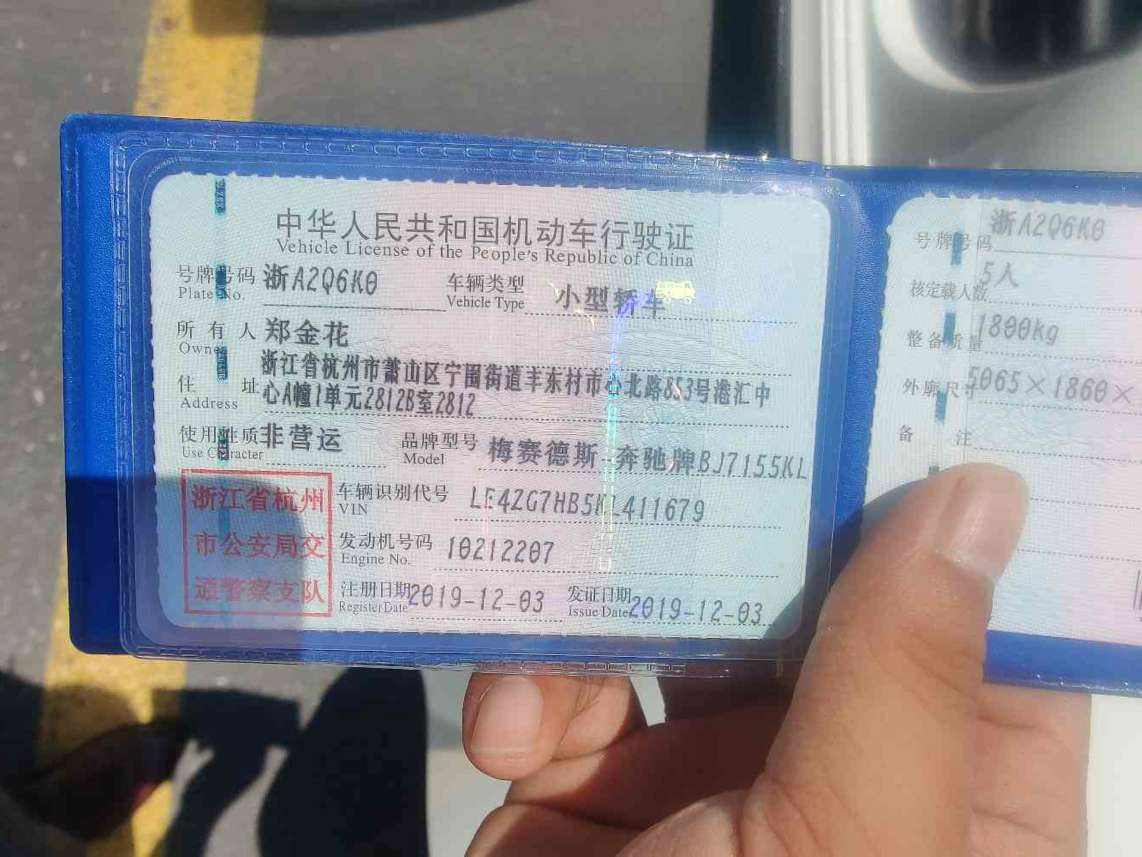 中华人民共和国机动车行驶证
Vehicle License of the People's Republic of China
号牌号码 浙A2Q6K0 车辆类型 小型轿车
Plate No. Vehicle Type
所有人 郑金花
Owner
浙江省杭州市萧山区宁围街道丰东村市心北路853号港汇中
住址 心A幢1单元2812B室2812
Address
使用性质 非营运 品牌型号 梅赛德斯-奔驰牌BJ7155KL
Use Character Model
浙江省杭州
市公安局交
通警察支队
车辆识别代号 LE4ZG7HB5KL411679
VIN
发动机号码 10212207
Engine No.
注册日期 2019-12-03 发证日期 2019-12-03
Register Date Issue Date
号牌号码 浙A2Q6K0
核定载人数 5人
整备质量 1800kg
外廓尺寸 5065×1860×
备注